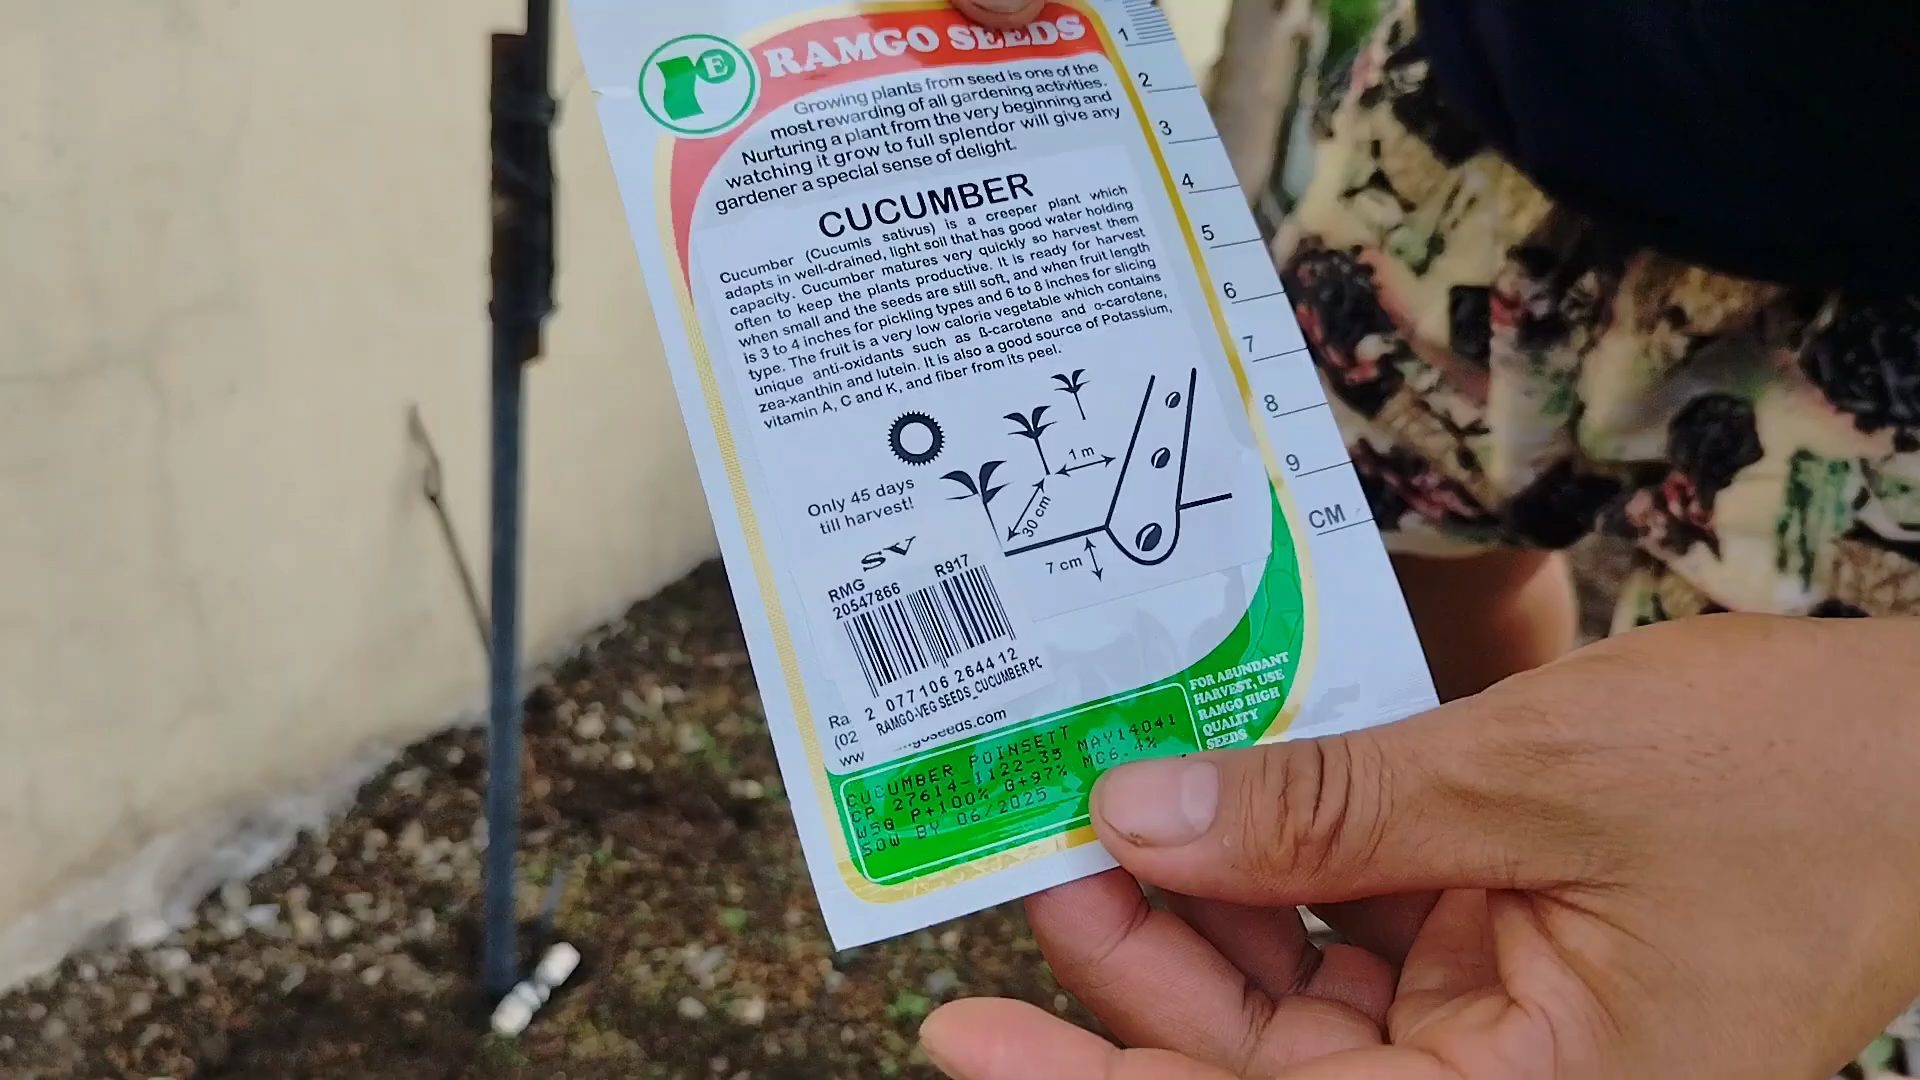 E
RAMGO SEEDS
Growing plants from seed is one of the
most rewarding of all gardening activities.
Nurturing a plant from the very beginning and
watching it grow to full splendor will give any
gardener a special sense of delight.
CUCUMBER
Cucumber (Cucumis sativus) is a creeper plant which
adapts in well-drained, light soil that has good water holding
capacity. Cucumber matures very quickly so harvest them
often to keep the plants productive. It is ready for harvest
when small and the seeds are still soft, and when fruit length
is 3 to 4 inches for pickling types and 6 to 8 inches for slicing
type. The fruit is a very low calorie vegetable which contains
unique anti-oxidants such as ß-carotene and α-carotene,
zea-xanthin and lutein. It is also a good source of Potassium,
vitamin A, C and K, and fiber from its peel.
Only 45 days
till harvest!
1 m
30 cm
7 cm
SV
RMG R917
20547866
2 077106 264412
RAMGO-VEG SEEDS_CUCUMBER PC
Ra
(02
ww goseeds.com
CUCUMBER POINSETT
CP 27614-1122-35 MAY14041
W5G P+100% G+97% MC6.4%
SOW BY 06/2025
FOR ABUNDANT
HARVEST, USE
RAMGO HIGH
QUALITY
SEEDS
1
2
3
4
5
6
7
8
9
CM